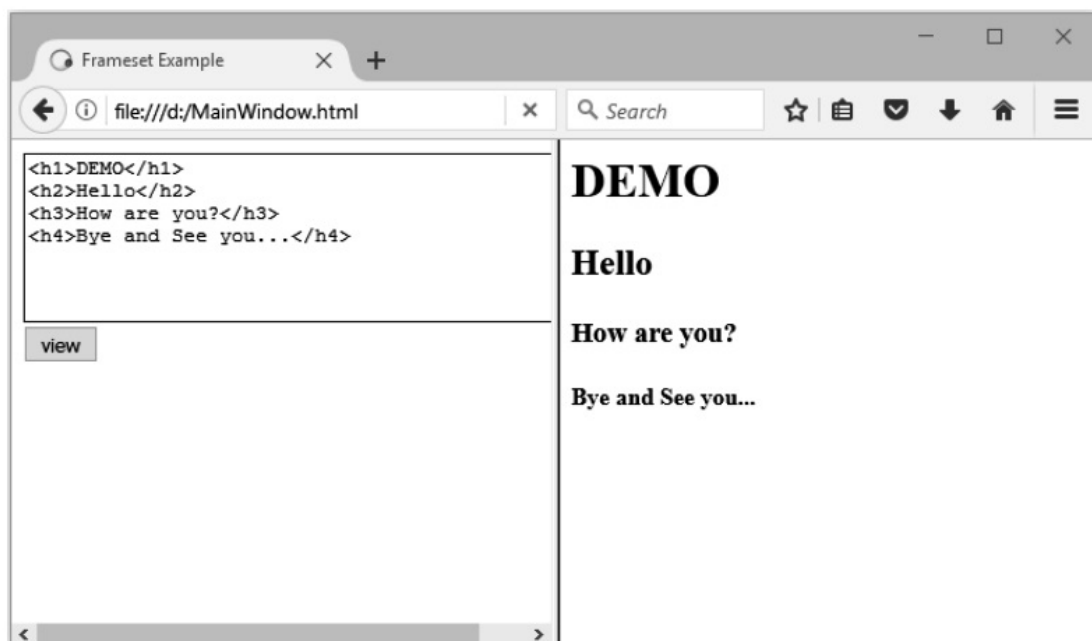 Frameset Example
file:///d:/MainWindow.html
Search
<h1>DEMO</h1>
<h2>Hello</h2>
<h3>How are you?</h3>
<h4>Bye and See you...</h4>
view
DEMO
Hello
How are you?
Bye and See you...